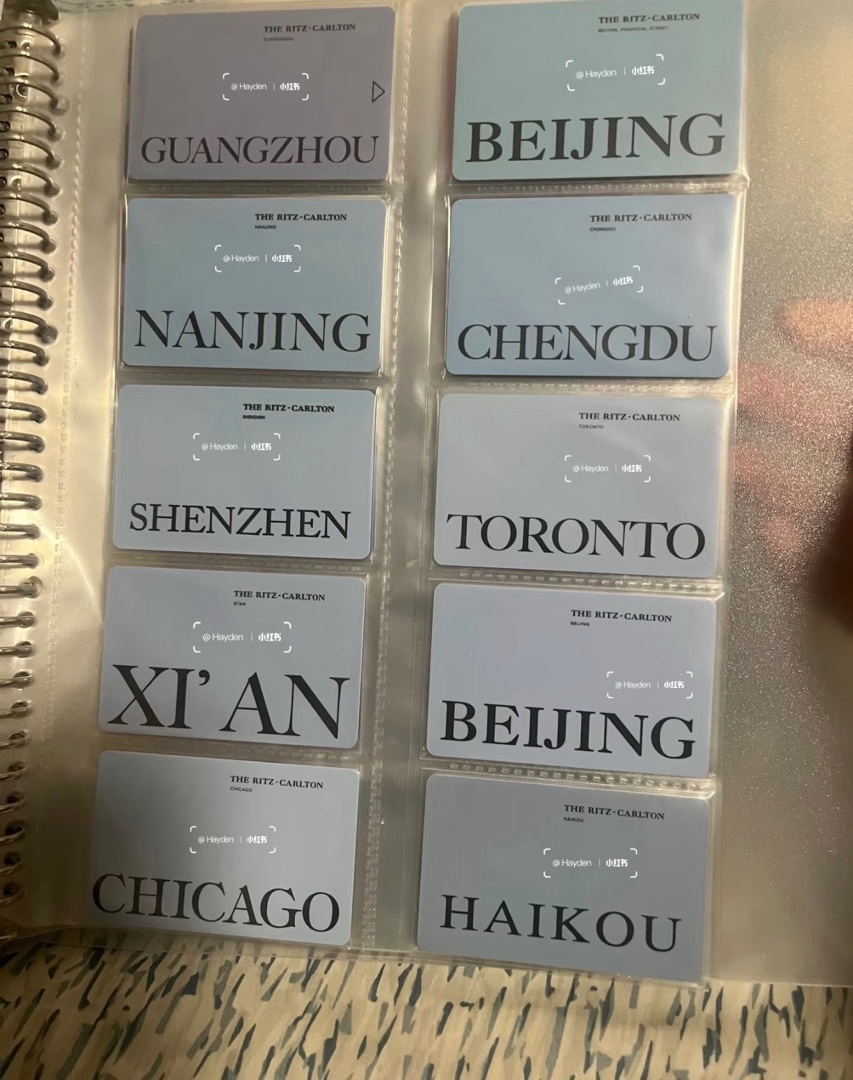 THE RITZ-CARLTON
GUANGZHOU
@ Hayden | 小红书
GUANGZHOU
THE RITZ-CARLTON
BEIJING, FINANCIAL STREET
@ Hayden | 小红书
BEIJING
THE RITZ-CARLTON
NANJING
@ Hayden | 小红书
NANJING
THE RITZ-CARLTON
CHENGDU
@ Hayden | 小红书
CHENGDU
THE RITZ-CARLTON
SHENZHEN
@ Hayden | 小红书
SHENZHEN
THE RITZ-CARLTON
TORONTO
@ Hayden | 小红书
TORONTO
THE RITZ-CARLTON
XI'AN
@ Hayden | 小红书
XI' AN
THE RITZ-CARLTON
BEIJING
@ Hayden | 小红书
BEIJING
THE RITZ-CARLTON
CHICAGO
@ Hayden | 小红书
CHICAGO
THE RITZ-CARLTON
HAIKOU
@ Hayden | 小红书
HAIKOU